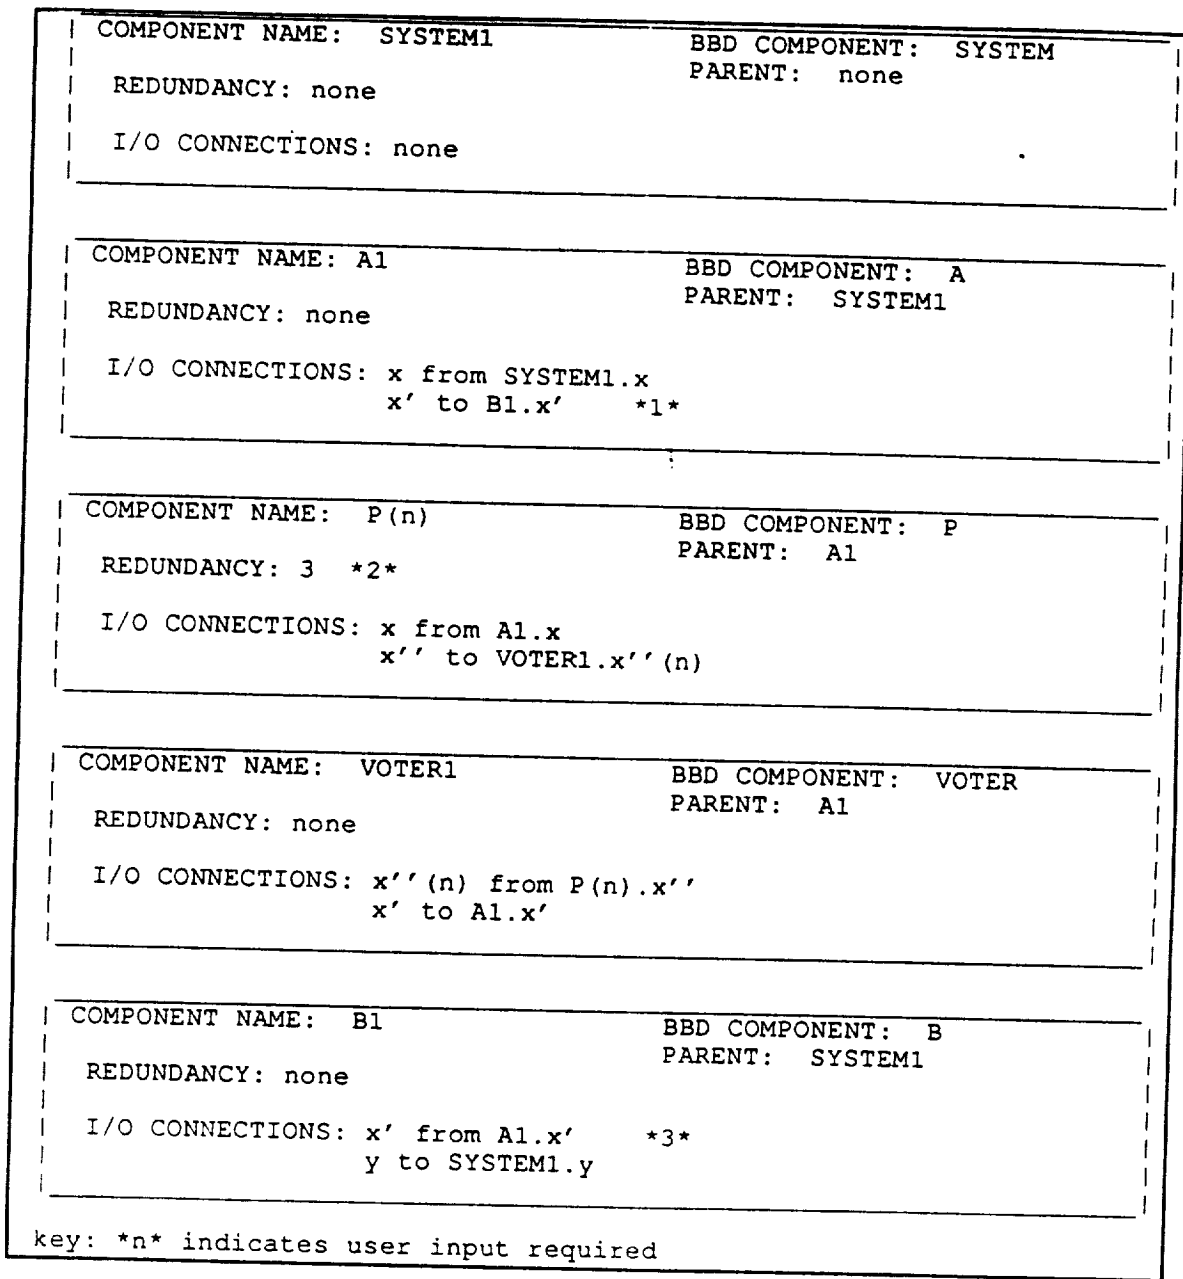 COMPONENT NAME: SYSTEM1 BBD COMPONENT: SYSTEM
PARENT: none
REDUNDANCY: none
I/O CONNECTIONS: none
COMPONENT NAME: A1 BBD COMPONENT: A
PARENT: SYSTEM1
REDUNDANCY: none
I/O CONNECTIONS: x from SYSTEM1.x
x' to B1.x' *1*
COMPONENT NAME: P(n) BBD COMPONENT: P
PARENT: A1
REDUNDANCY: 3 *2*
I/O CONNECTIONS: x from A1.x
x'' to VOTER1.x''(n)
COMPONENT NAME: VOTER1 BBD COMPONENT: VOTER
PARENT: A1
REDUNDANCY: none
I/O CONNECTIONS: x''(n) from P(n).x''
x' to A1.x'
COMPONENT NAME: B1 BBD COMPONENT: B
PARENT: SYSTEM1
REDUNDANCY: none
I/O CONNECTIONS: x' from A1.x' *3*
y to SYSTEM1.y
key: *n* indicates user input required